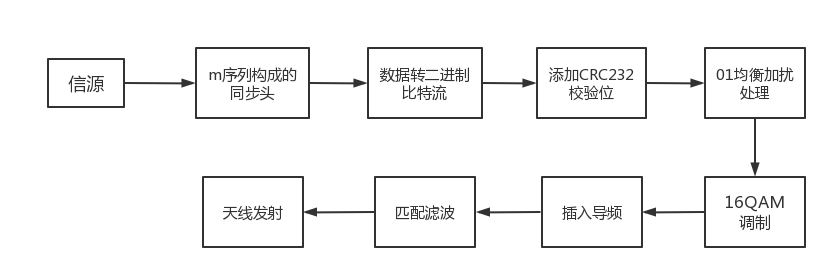 信源
m序列构成的
同步头
数据转二进制
比特流
添加CRC232
校验位
01均衡加扰
处理
16QAM
调制
插入导频
匹配滤波
天线发射